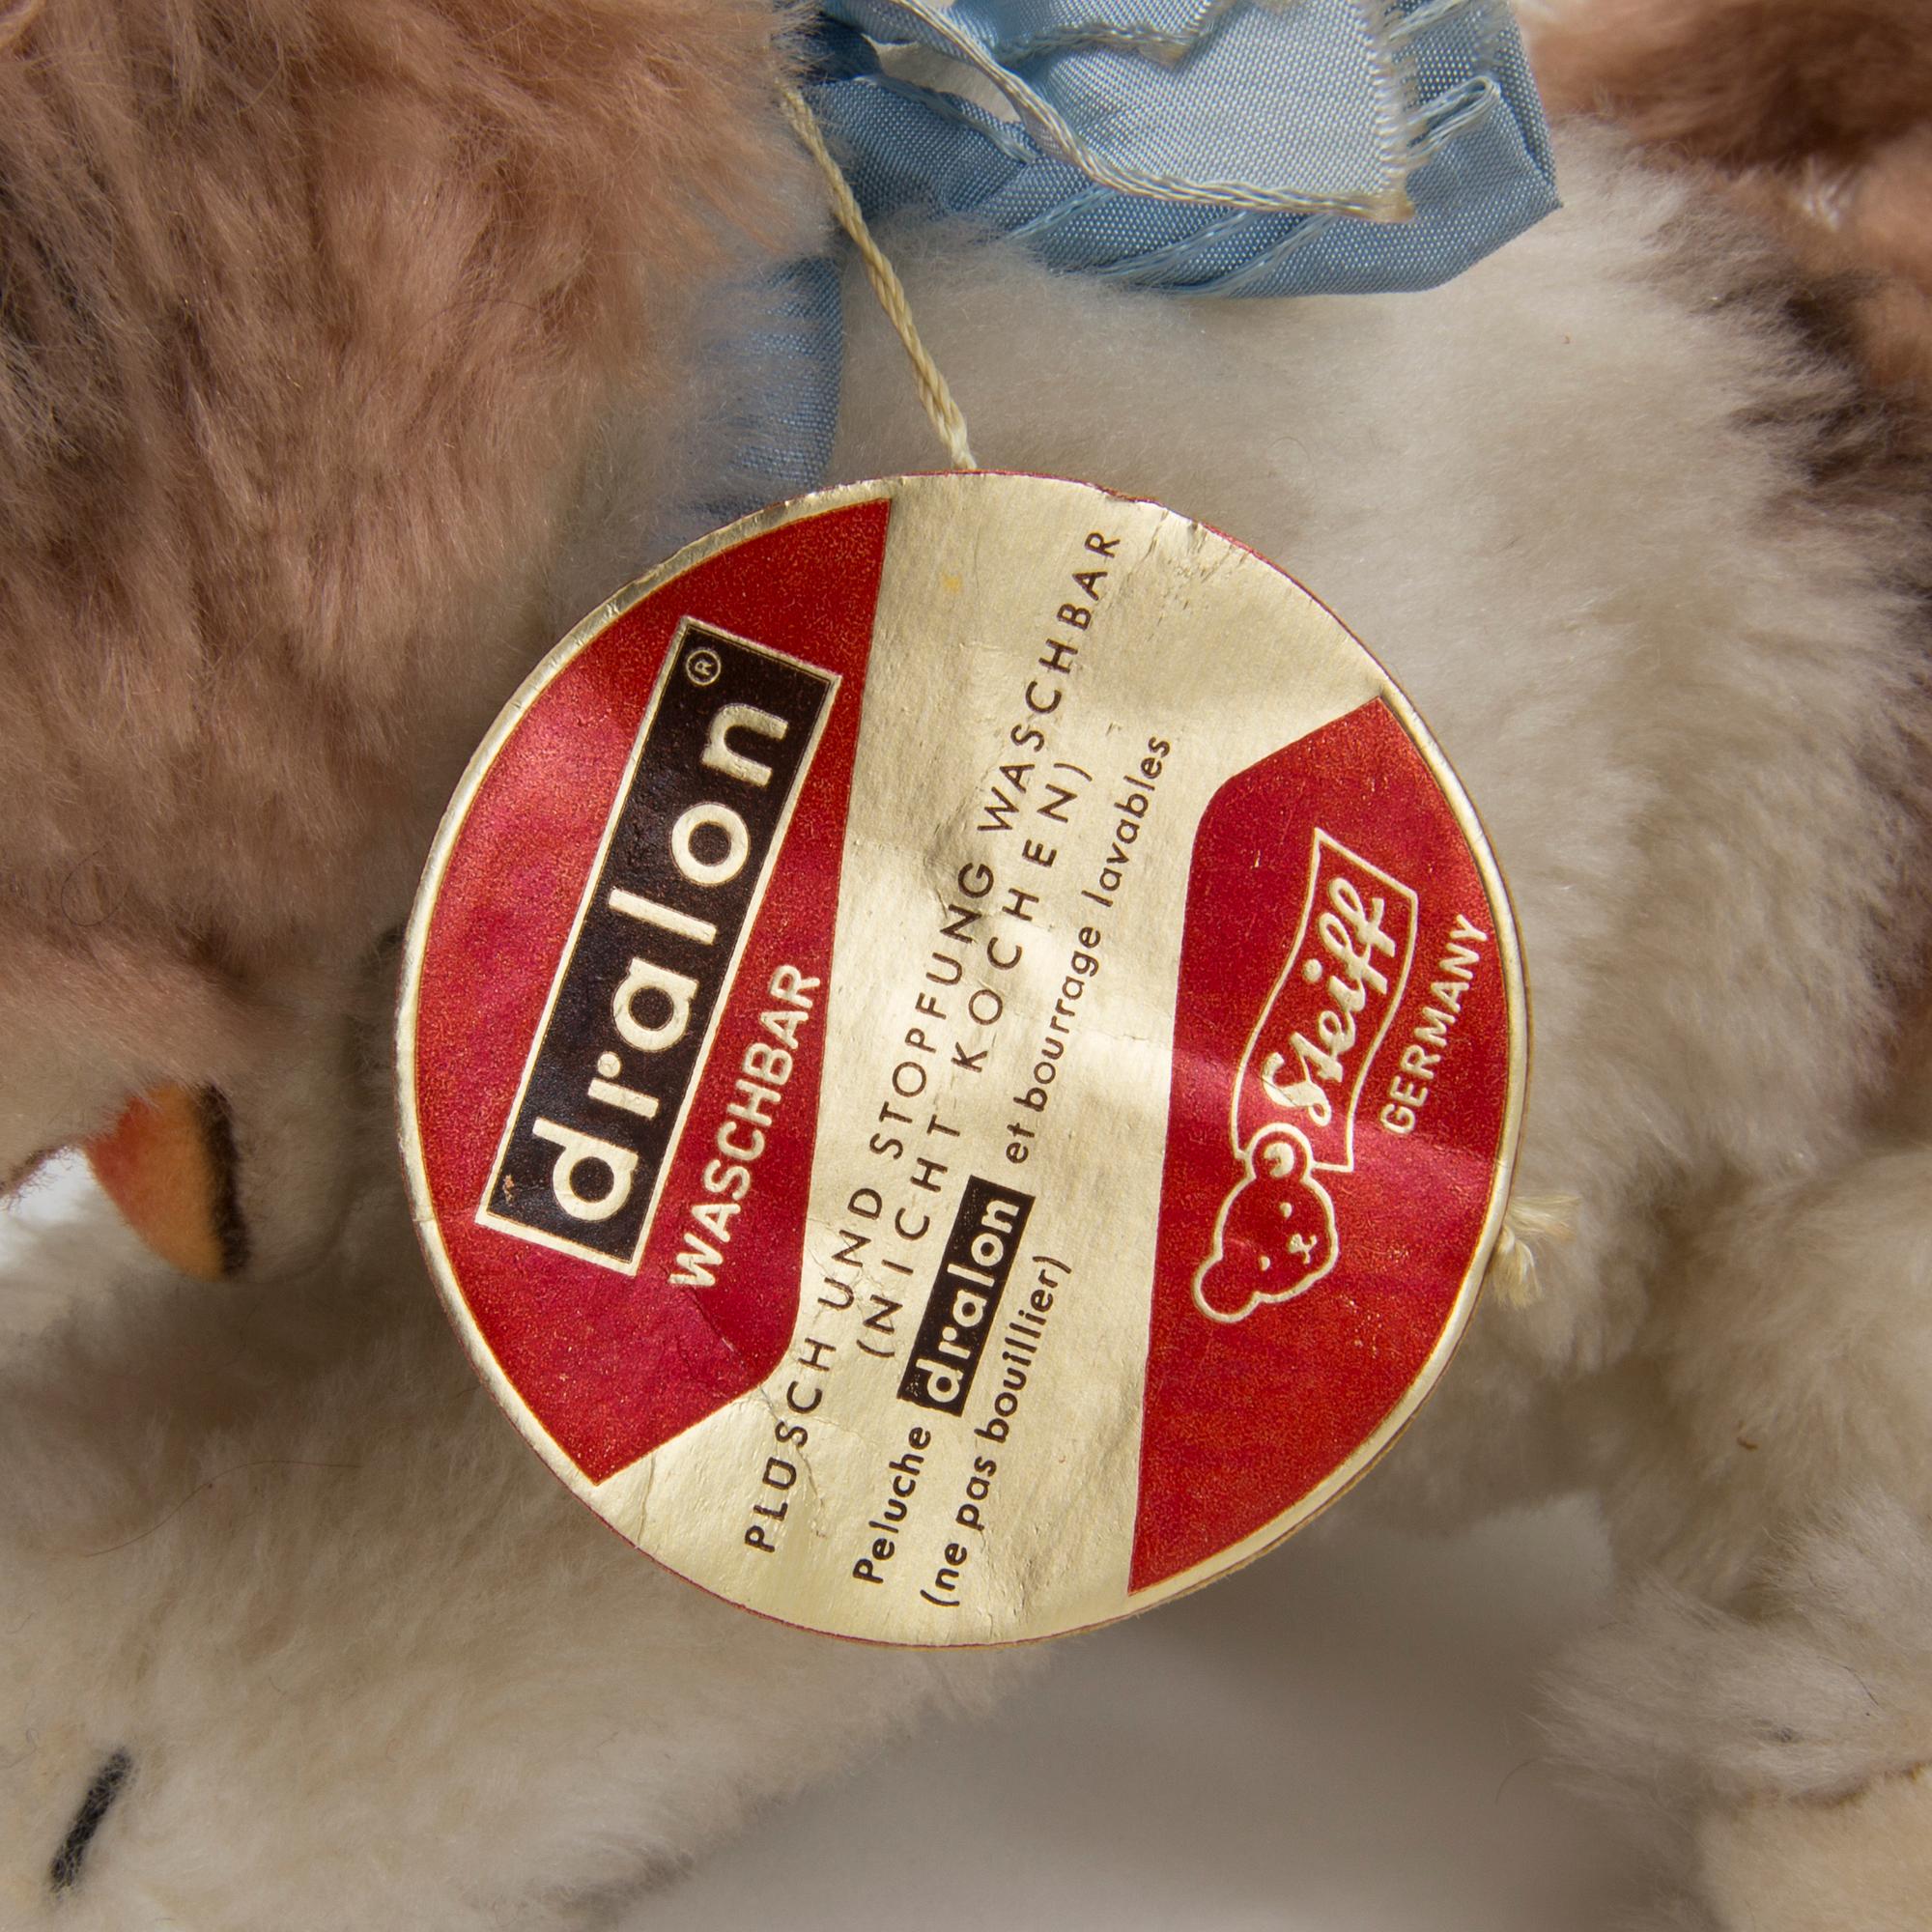 dralon®
WASCHBAR
PLÜSCH UND STOPFUNG WASCHBAR
(NICHT KOCHEN)
Peluche dralon et bourrage lavables
(ne pas bouillier)
Steiff
GERMANY